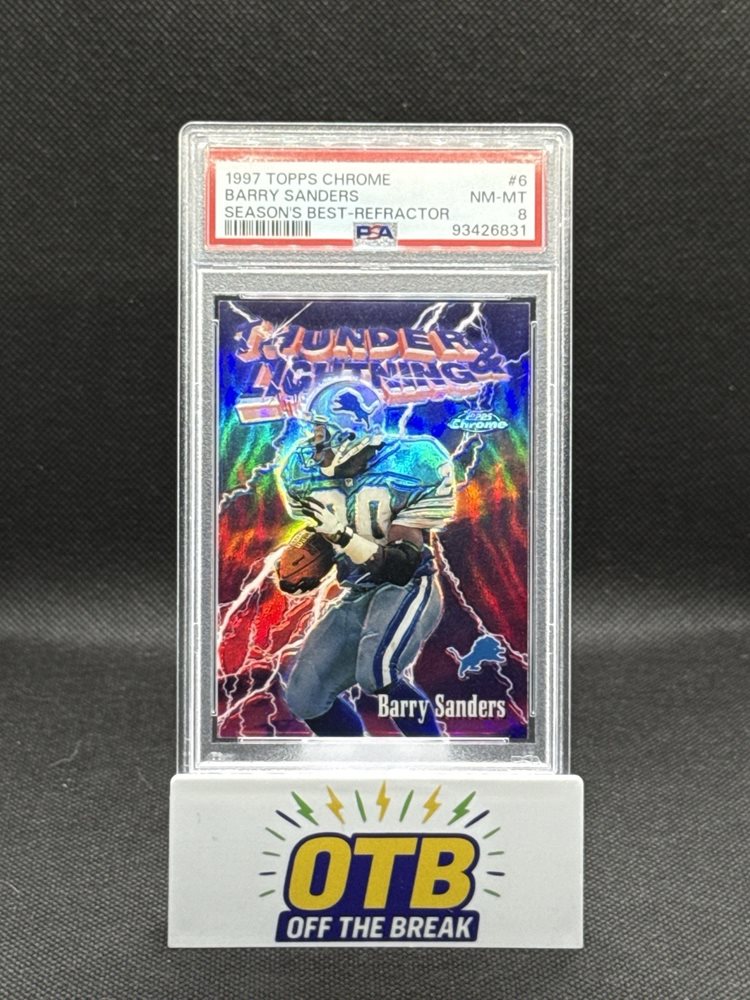 1997 TOPPS CHROME #6
BARRY SANDERS NM-MT
SEASON'S BEST-REFRACTOR 8
PSA 93426831
THUNDER &
LIGHTNING
Topps
Chrome
20
Barry Sanders
OTB
OFF THE BREAK